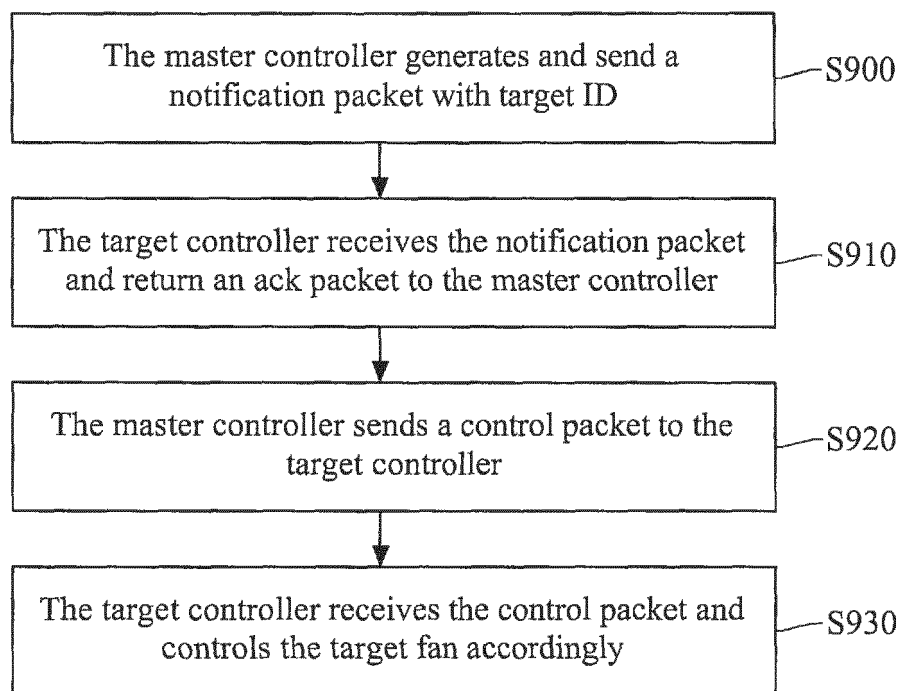 The master controller generates and send a
notification packet with target ID
S900
The target controller receives the notification packet
and return an ack packet to the master controller
S910
The master controller sends a control packet to the
target controller
S920
The target controller receives the control packet and
controls the target fan accordingly
S930